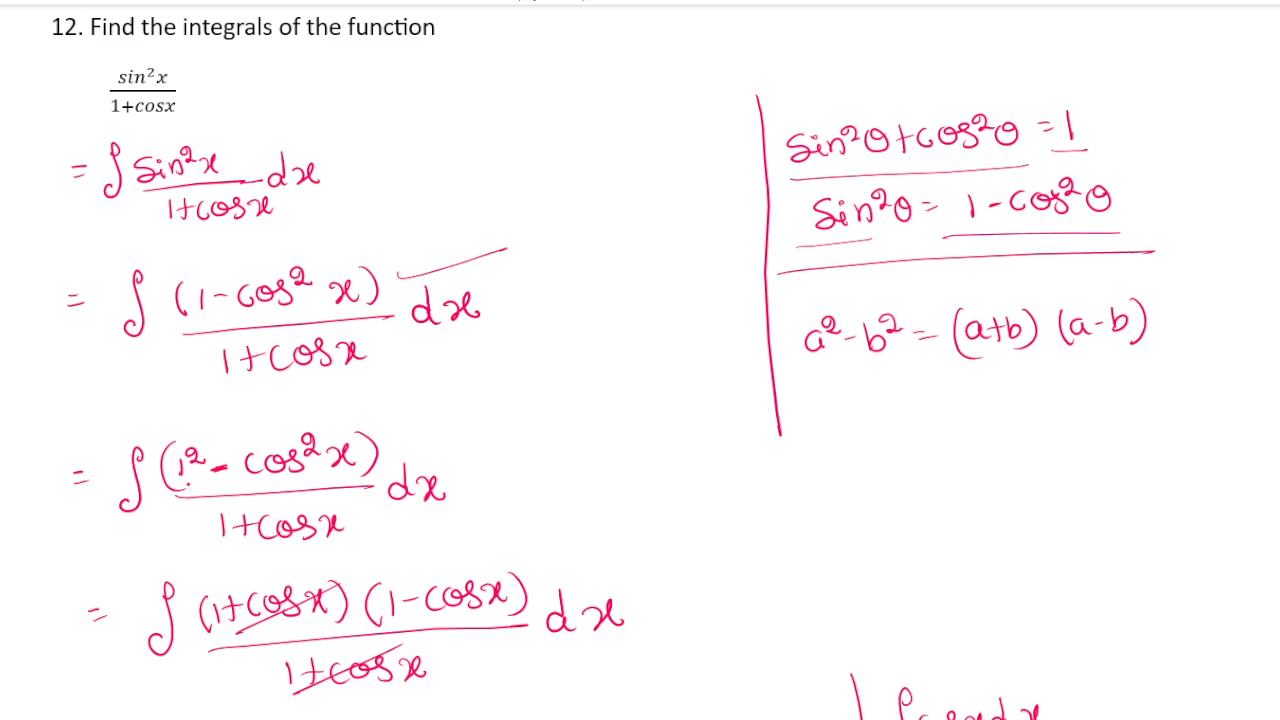 12. Find the integrals of the function
sin²x
1+cosx
= ∫ sin²x dx
1+cosx
= ∫ (1-cos² x) dx
1+cosx
= ∫ (1² - cos²x) dx
1+cosx
= ∫ (1+cosx) (1-cosx) dx
1+cosx
sin²θ+cos²θ = 1
sin²θ = 1-cos²θ
a²-b² = (a+b) (a-b)